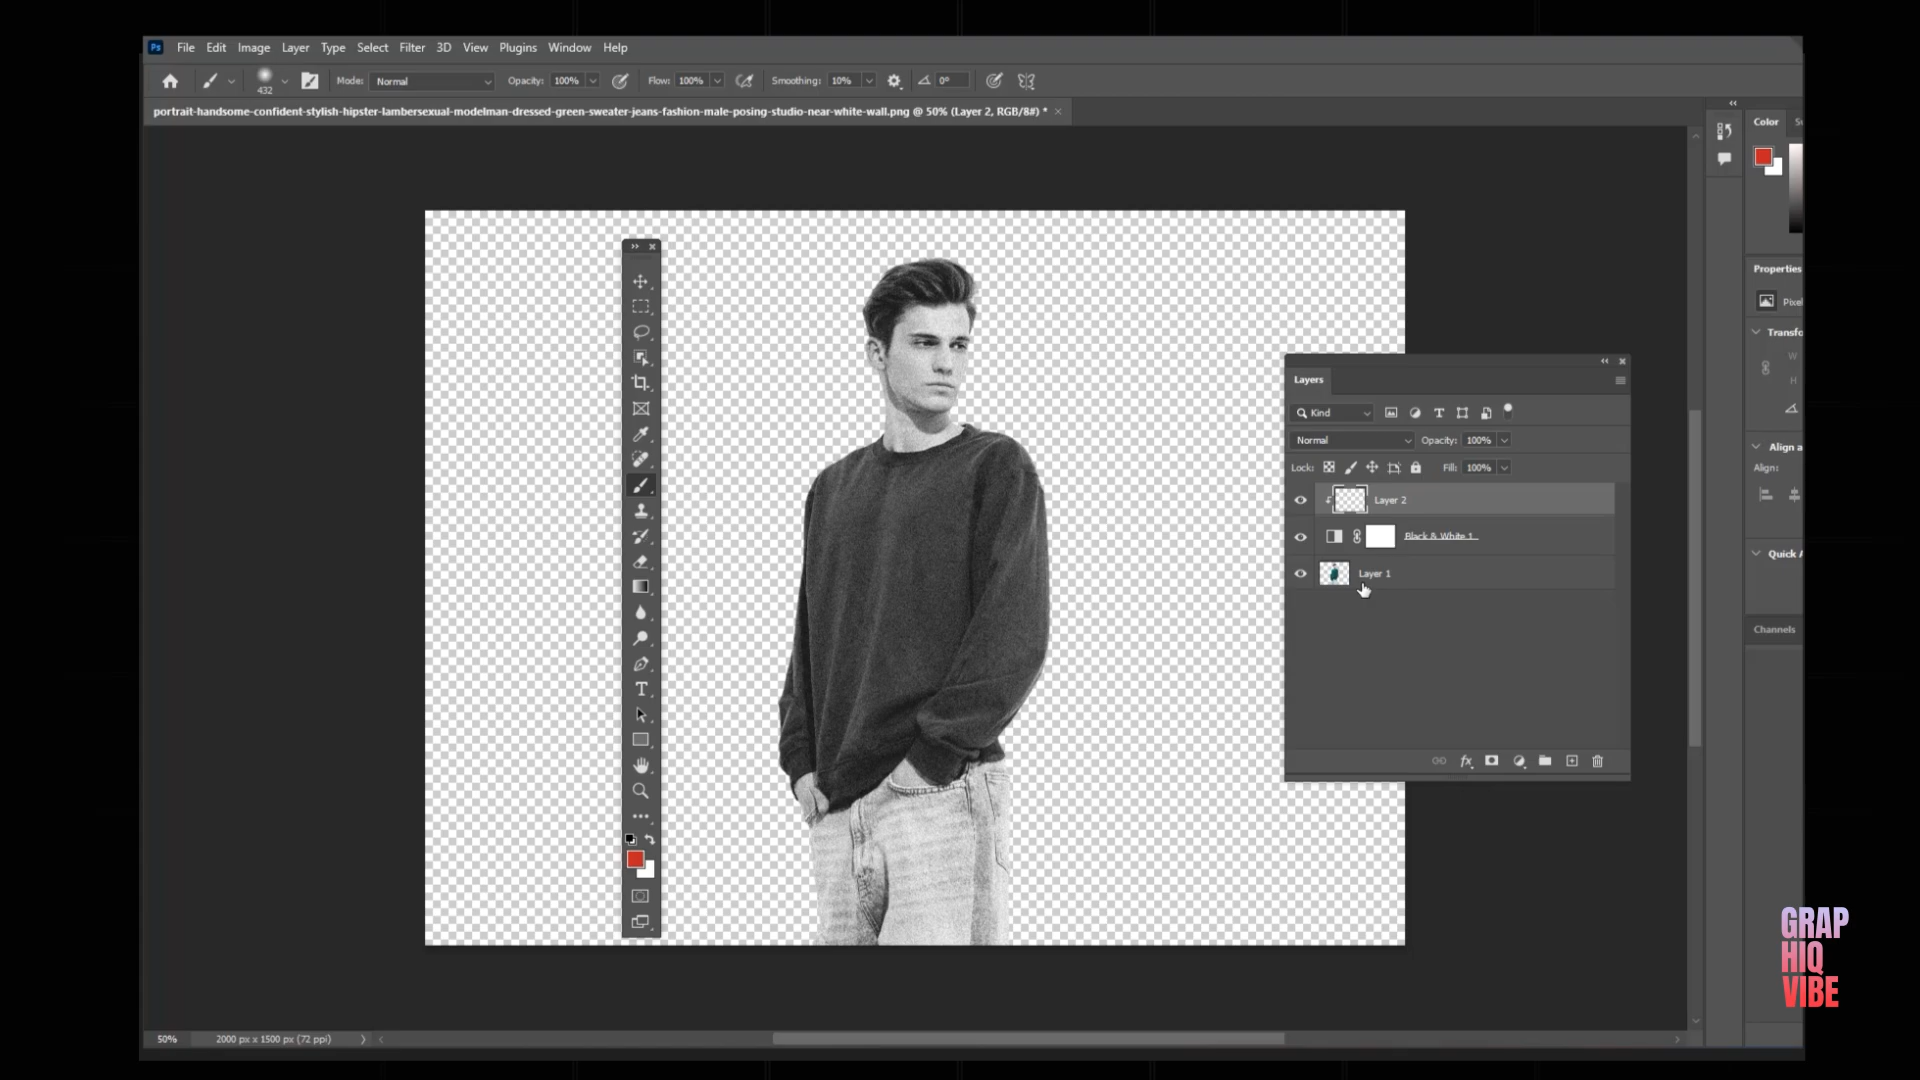 Ps File Edit Image Layer Type Select Filter 3D View Plugins Window Help
432 Mode: Normal Opacity: 100% Flow: 100% Smoothing: 10% 0°
portrait-handsome-confident-stylish-hipster-lambersexual-modelman-dressed-green-sweater-jeans-fashion-male-posing-studio-near-white-wall.png @ 50% (Layer 2, RGB/8#) *
Color
Properties
W
H
Align a
Align:
Quick A
Channels
Layers
Kind
Normal Opacity: 100%
Lock: Fill: 100%
Layer 2
Black & White 1
Layer 1
fx
50% 2000 px x 1500 px (72 ppi)
GRAP
HIQ
VIBE